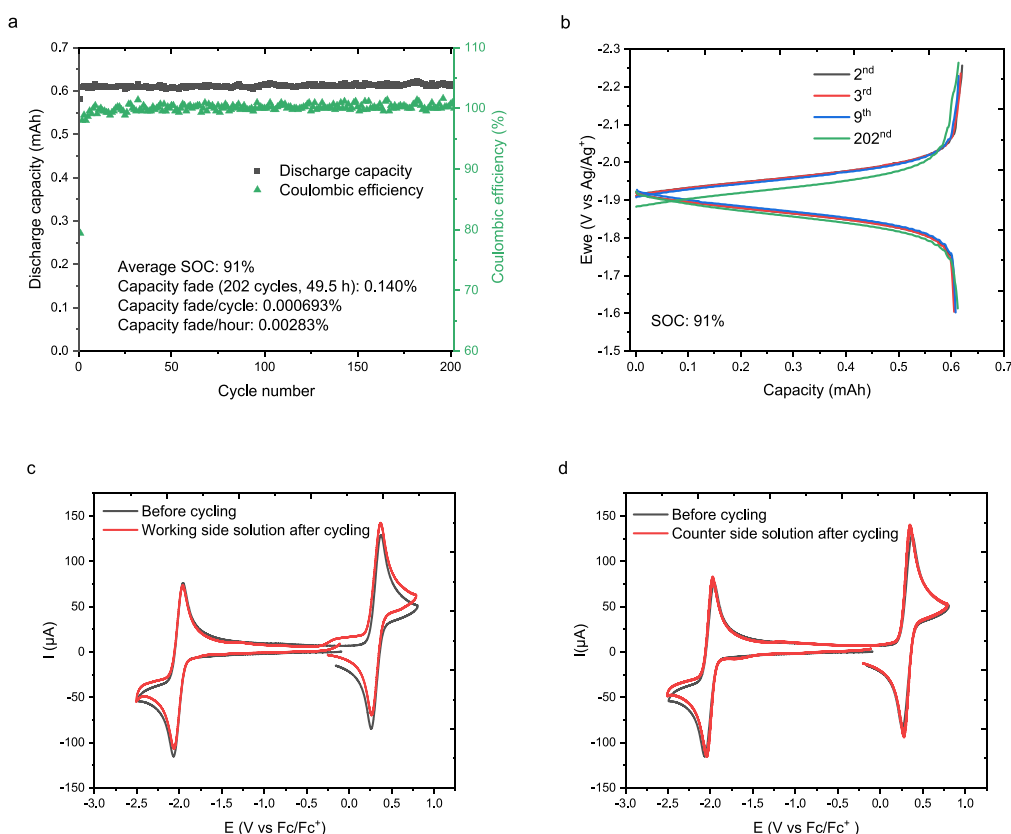 a
0.7
0.6
0.5
0.4
0.3
0.2
0.1
0.0
Discharge capacity (mAh)
110
100
90
80
70
60
Coulombic efficiency (%)
Discharge capacity
Coulombic efficiency
Average SOC: 91%
Capacity fade (202 cycles, 49.5 h): 0.140%
Capacity fade/cycle: 0.000693%
Capacity fade/hour: 0.00283%
0 50 100 150 200
Cycle number
b
-2.3
-2.2
-2.1
-2.0
-1.9
-1.8
-1.7
-1.6
-1.5
Ewe (V vs Ag/Ag⁺)
2ⁿᵈ
3ʳᵈ
9ᵗʰ
202ⁿᵈ
SOC: 91%
0.0 0.1 0.2 0.3 0.4 0.5 0.6 0.7
Capacity (mAh)
c
150
100
50
0
-50
-100
-150
I (μA)
Before cycling
Working side solution after cycling
-3.0 -2.5 -2.0 -1.5 -1.0 -0.5 0.0 0.5 1.0
E (V vs Fc/Fc⁺)
d
150
100
50
0
-50
-100
-150
I(μA)
Before cycling
Counter side solution after cycling
-3.0 -2.5 -2.0 -1.5 -1.0 -0.5 0.0 0.5 1.0
E (V vs Fc/Fc⁺ )